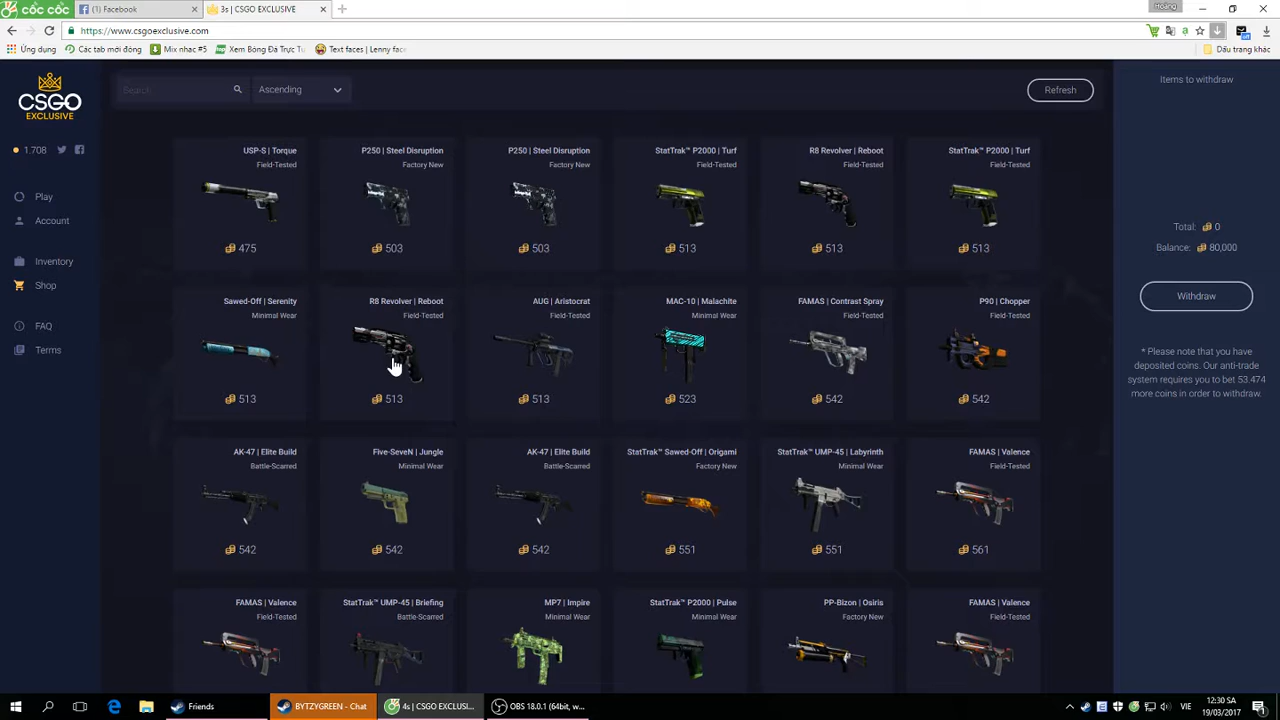 Hoàng
CỐC CỐC
(1) Facebook
3s | CSGO EXCLUSIVE
https://www.csgoexclusive.com
Ứng dụng
Các tab mới đóng
Mix nhac #5
Xem Bóng Đá Trực Tu
Text faces | Lenny fac
Dấu trang khác
CSGO
EXCLUSIVE
1.708
Play
Account
Inventory
Shop
FAQ
Terms
Search
Ascending
Refresh
USP-S | Torque
Field-Tested
475
P250 | Steel Disruption
Factory New
503
P250 | Steel Disruption
Factory New
503
StatTrak™ P2000 | Turf
Field-Tested
513
R8 Revolver | Reboot
Field-Tested
513
StatTrak™ P2000 | Turf
Field-Tested
513
Sawed-Off | Serenity
Minimal Wear
513
R8 Revolver | Reboot
Field-Tested
513
AUG | Aristocrat
Field-Tested
513
MAC-10 | Malachite
Minimal Wear
523
FAMAS | Contrast Spray
Field-Tested
542
P90 | Chopper
Field-Tested
542
AK-47 | Elite Build
Battle-Scarred
542
Five-SeveN | Jungle
Minimal Wear
542
AK-47 | Elite Build
Battle-Scarred
542
StatTrak™ Sawed-Off | Origami
Factory New
551
StatTrak™ UMP-45 | Labyrinth
Minimal Wear
551
FAMAS | Valence
Field-Tested
561
FAMAS | Valence
Field-Tested
StatTrak™ UMP-45 | Briefing
Battle-Scarred
MP7 | Impire
Minimal Wear
StatTrak™ P2000 | Pulse
Minimal Wear
PP-Bizon | Osiris
Factory New
FAMAS | Valence
Field-Tested
Items to withdraw
Total: 0
Balance: 80,000
Withdraw
* Please note that you have
deposited coins. Our anti-trade
system requires you to bet 53.474
more coins in order to withdraw.
Friends
BYTZYGREEN - Chat
4s | CSGO EXCLUSI...
OBS 18.0.1 (64bit, w...
VIE
12:30 SA
19/03/2017